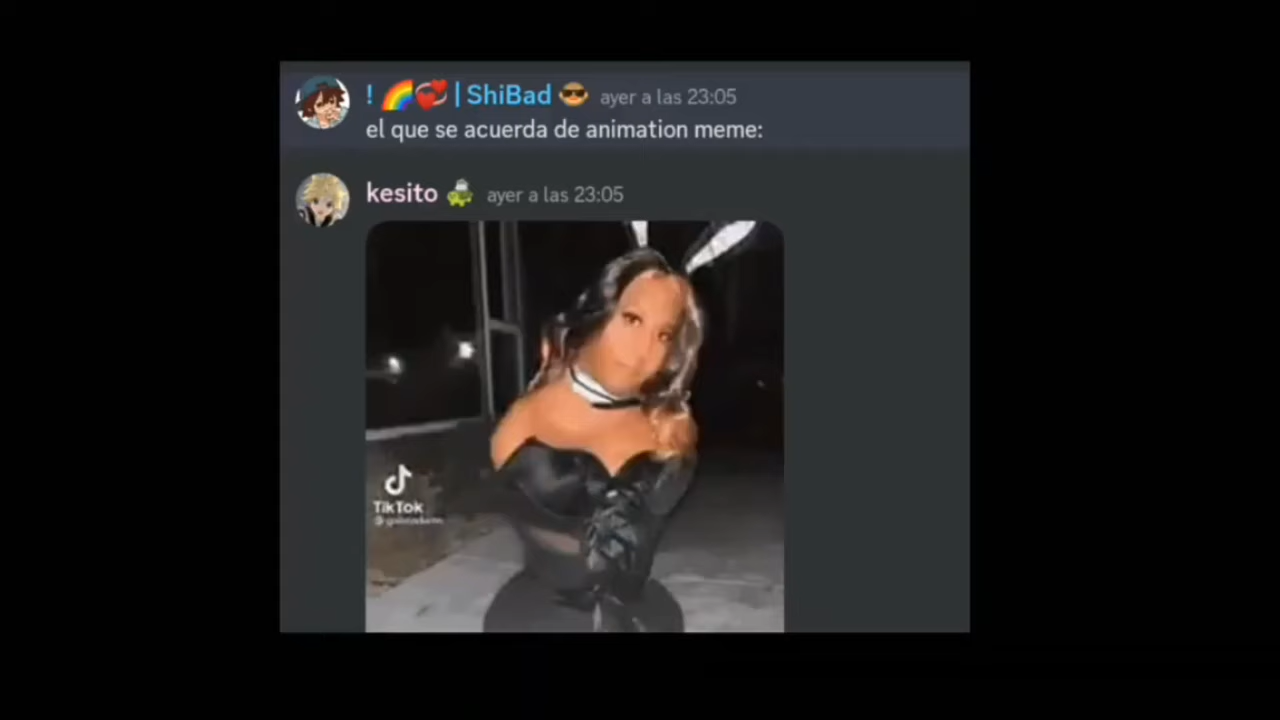 ! 🌈💞 | ShiBad 😎 ayer a las 23:05
el que se acuerda de animation meme:
kesito ayer a las 23:05
TikTok